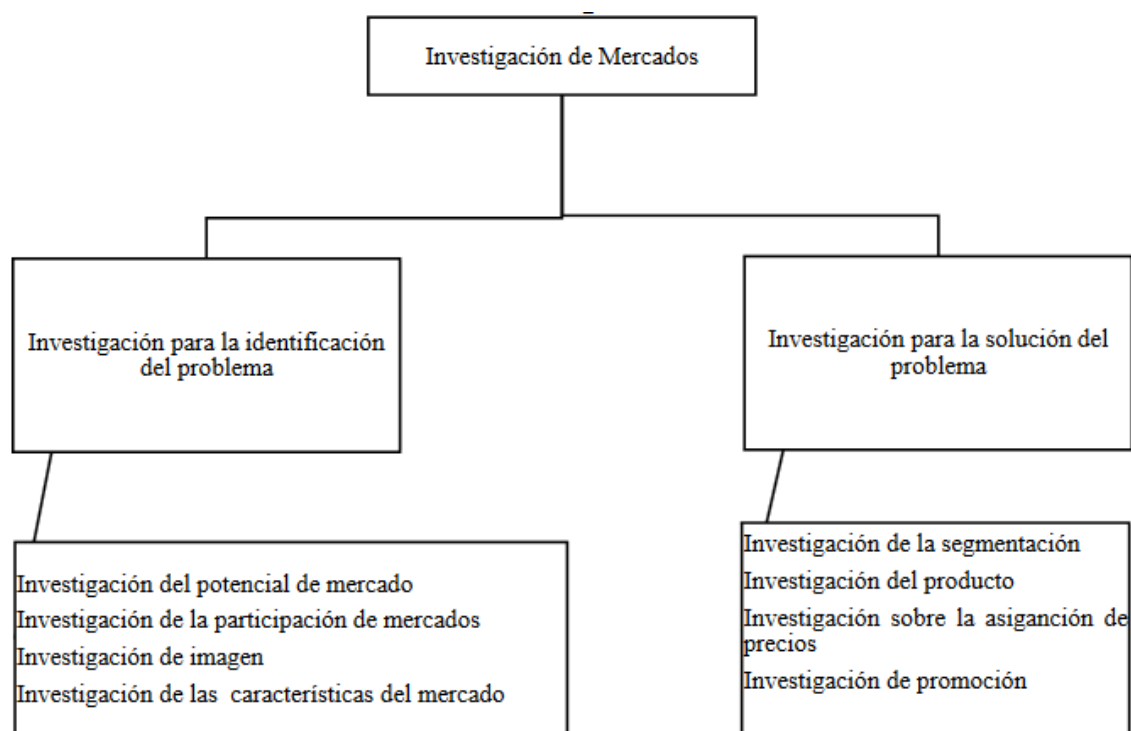 Investigación de Mercados
Investigación para la identificación
del problema
Investigación para la solución del
problema
Investigación del potencial de mercado
Investigación de la participación de mercados
Investigación de imagen
Investigación de las características del mercado
Investigación de la segmentación
Investigación del producto
Investigación sobre la asiganción de
precios
Investigación de promoción